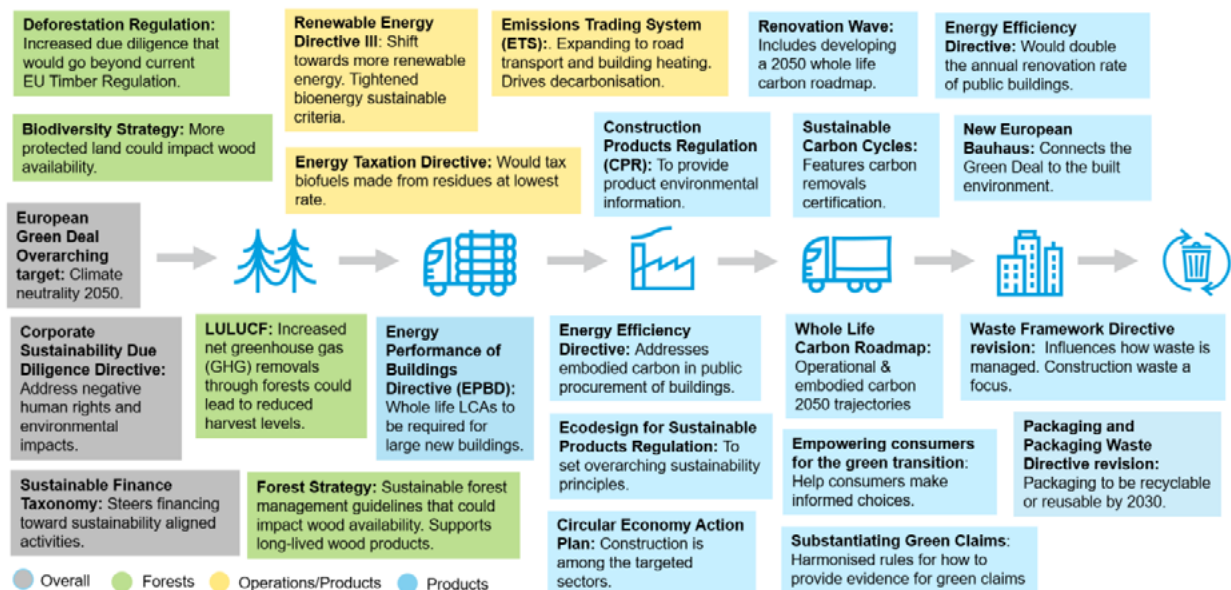 Deforestation Regulation:
Increased due diligence that
would go beyond current
EU Timber Regulation.
Renewable Energy
Directive III: Shift
towards more renewable
energy. Tightened
bioenergy sustainable
criteria.
Emissions Trading System
(ETS):. Expanding to road
transport and building heating.
Drives decarbonisation.
Renovation Wave:
Includes developing
a 2050 whole life
carbon roadmap.
Energy Efficiency
Directive: Would double
the annual renovation rate
of public buildings.
Biodiversity Strategy: More
protected land could impact wood
availability.
Energy Taxation Directive: Would tax
biofuels made from residues at lowest
rate.
Construction
Products Regulation
(CPR): To provide
product environmental
information.
Sustainable
Carbon Cycles:
Features carbon
removals
certification.
New European
Bauhaus: Connects the
Green Deal to the built
environment.
European
Green Deal
Overarching
target: Climate
neutrality 2050.
Corporate
Sustainability Due
Diligence Directive:
Address negative
human rights and
environmental
impacts.
LULUCF: Increased
net greenhouse gas
(GHG) removals
through forests could
lead to reduced
harvest levels.
Energy
Performance of
Buildings
Directive (EPBD):
Whole life LCAs to
be required for
large new buildings.
Energy Efficiency
Directive: Addresses
embodied carbon in public
procurement of buildings.
Whole Life
Carbon Roadmap:
Operational &
embodied carbon
2050 trajectories
Waste Framework Directive
revision: Influences how waste is
managed. Construction waste a
focus.
Ecodesign for Sustainable
Products Regulation: To
set overarching sustainability
principles.
Empowering consumers
for the green transition:
Help consumers make
informed choices.
Packaging and
Packaging Waste
Directive revision:
Packaging to be recyclable
or reusable by 2030.
Sustainable Finance
Taxonomy: Steers financing
toward sustainability aligned
activities.
Forest Strategy: Sustainable forest
management guidelines that could
impact wood availability. Supports
long-lived wood products.
Circular Economy Action
Plan: Construction is
among the targeted
sectors.
Substantiating Green Claims:
Harmonised rules for how to
provide evidence for green claims
Overall
Forests
Operations/Products
Products